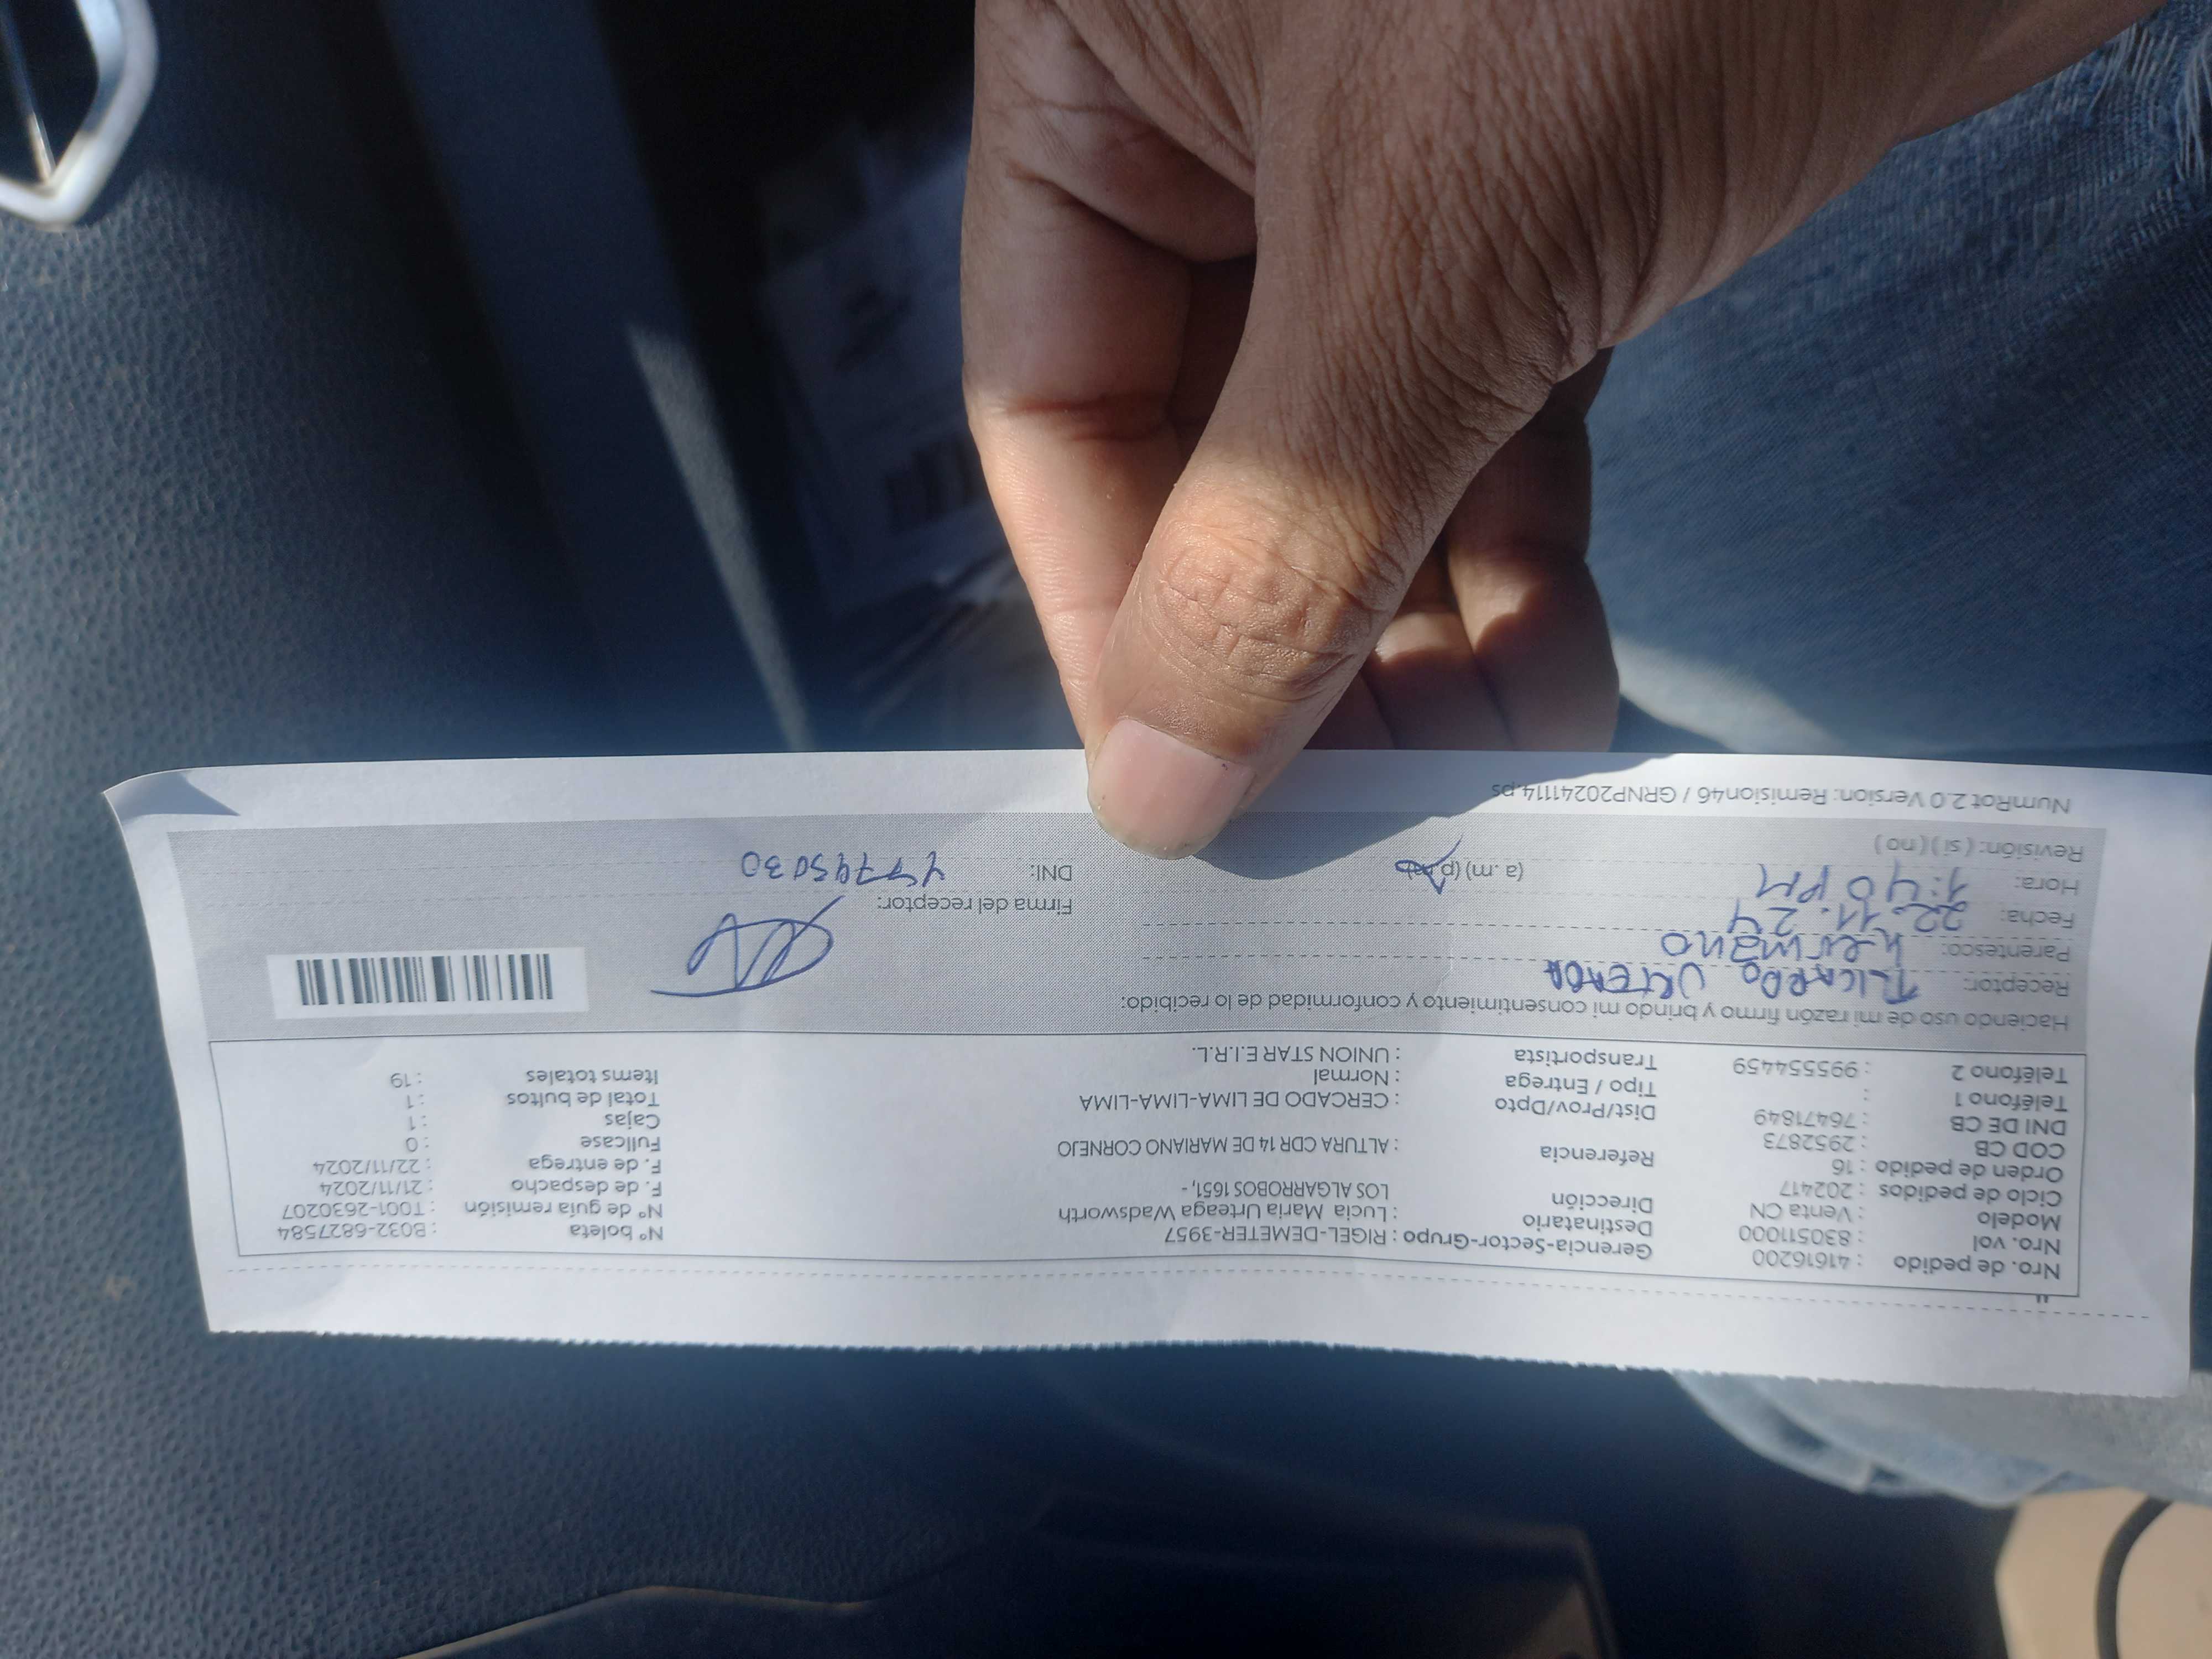 Nro. de pedido : 41616200 Gerencia-Sector-Grupo : RIGEL-DEMETER-3957 N° boleta : B032-6827584
Nro. vol : 830511000 Destinatario : Lucia Maria Urteaga Wadsworth N° de guía remisión : T001-2630207
Modelo : Venta CN Dirección LOS ALGARROBOS 1651, - F. de despacho : 21/11/2024
Ciclo de pedidos : 202417 F. de entrega : 22/11/2024
Orden de pedido : 16 Referencia : ALTURA CDR 14 DE MARIANO CORNEJO Fullcase : 0
COD CB : 2952873 Cajas : 1
DNI DE CB : 76471849 Dist/Prov/Dpto : CERCADO DE LIMA-LIMA-LIMA Total de bultos : 1
Teléfono 1 : Tipo / Entrega : Normal Items totales : 19
Teléfono 2 : 995554459 Transportista : UNION STAR E.I.R.L.
Haciendo uso de mi razón firmo y brindo mi consentimiento y conformidad de lo recibido:
Receptor: RICARDO
Parentesco: hermano
Fecha: 22.11.24 Firma del receptor:
Hora: 1:40 PM (a. m) (p.m) DNI: 47745030
Revisión: ( si ) ( no )
NumRot 2.0 Version: Remision46 / GRNP20241114.ps